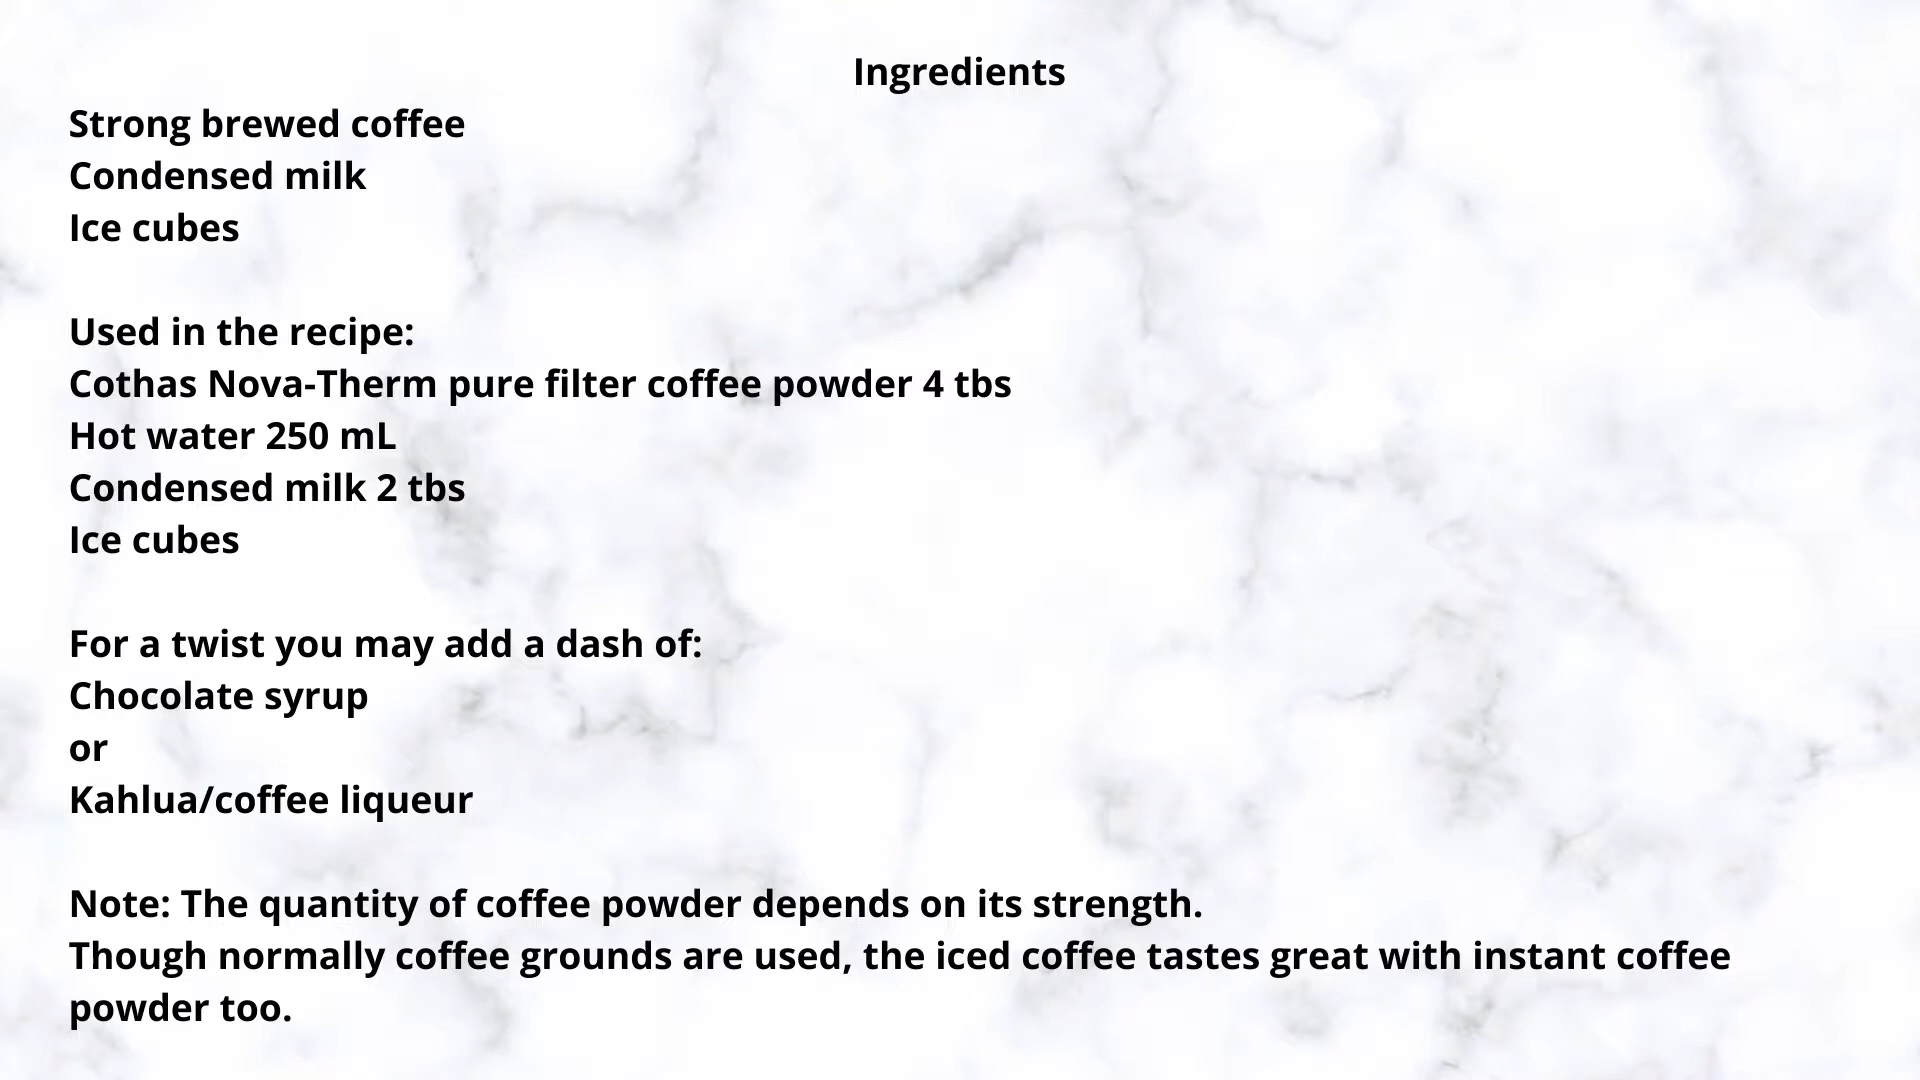 Ingredients
Strong brewed coffee
Condensed milk
Ice cubes
Used in the recipe:
Cothas Nova-Therm pure filter coffee powder 4 tbs
Hot water 250 mL
Condensed milk 2 tbs
Ice cubes
For a twist you may add a dash of:
Chocolate syrup
or
Kahlua/coffee liqueur
Note: The quantity of coffee powder depends on its strength.
Though normally coffee grounds are used, the iced coffee tastes great with instant coffee
powder too.